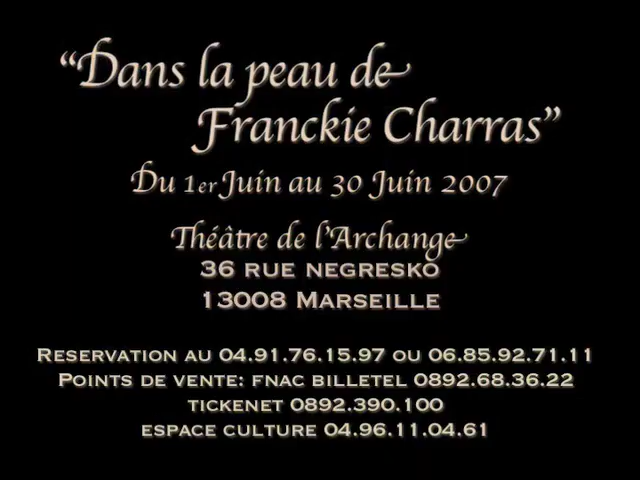 “Dans la peau de
Franckie Charras”
Du 1er Juin au 30 Juin 2007
Théâtre de l'Archange
36 rue negresko
13008 Marseille
Reservation au 04.91.76.15.97 ou 06.85.92.71.11
Points de vente: fnac billetel 0892.68.36.22
tickenet 0892.390.100
espace culture 04.96.11.04.61